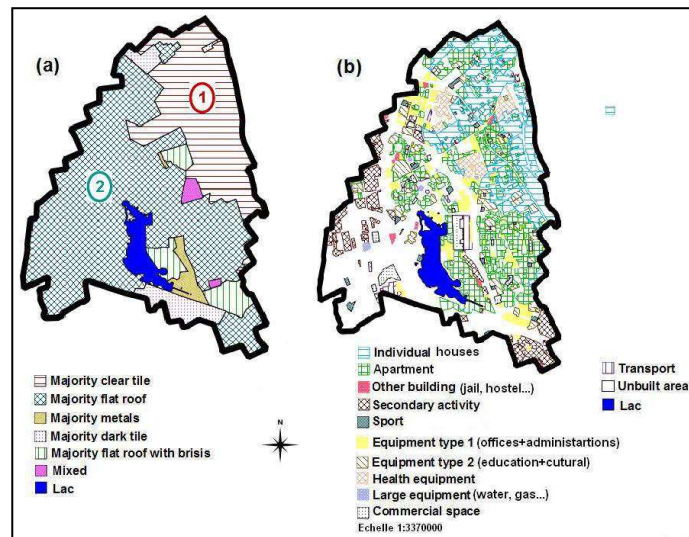 (a)
1
2
Majority clear tile
Majority flat roof
Majority metals
Majority dark tile
Majority flat roof with brisis
Mixed
Lac
N
(b)
Individual houses
Apartment
Other building (jail, hostel...)
Secondary activity
Sport
Equipment type 1 (offices+administartions)
Equipment type 2 (education+cutural)
Health equipment
Large equipment (water, gas...)
Commercial space
Echelle 1:3370000
Transport
Unbuilt area
Lac